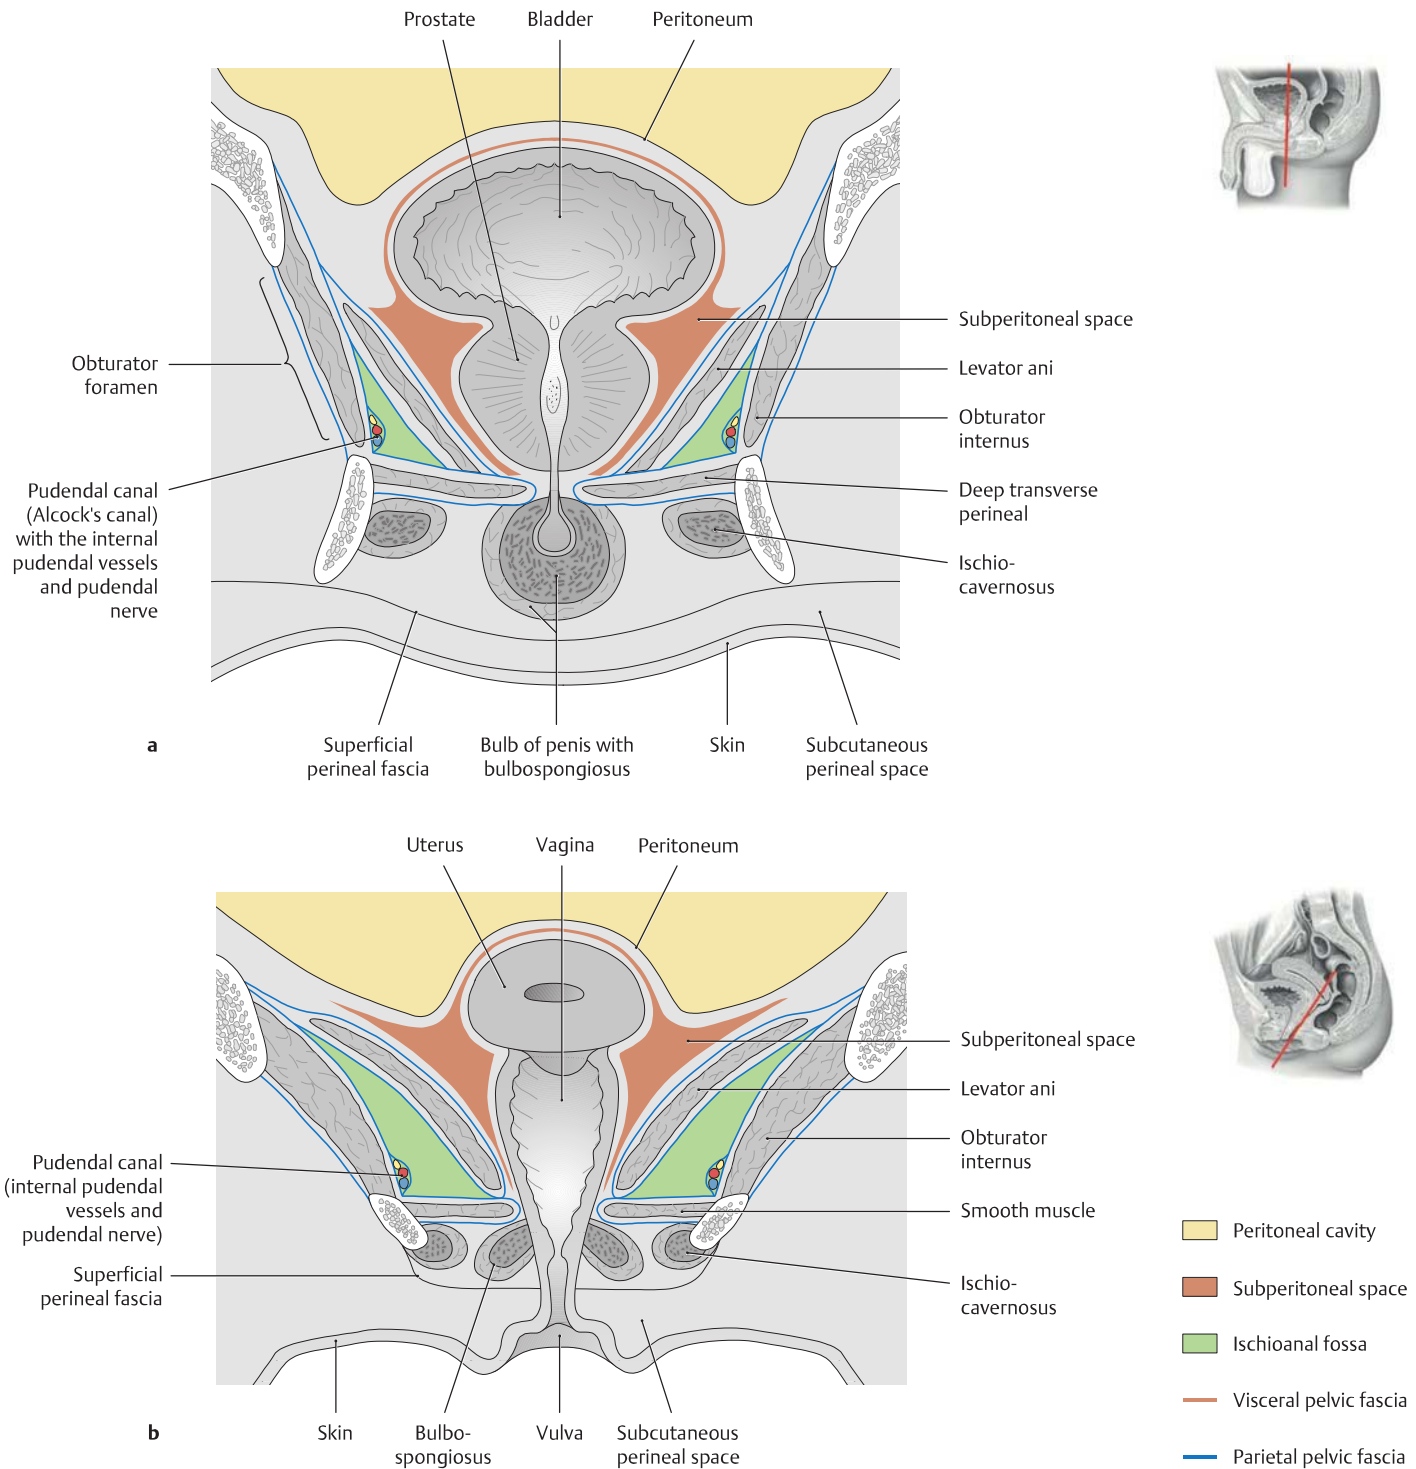 Prostate
Bladder
Peritoneum
Subperitoneal space
Levator ani
Obturator
internus
Deep transverse
perineal
Ischio-
cavernosus
Obturator
foramen
Pudendal canal
(Alcock's canal)
with the internal
pudendal vessels
and pudendal
nerve
a
Superficial
perineal fascia
Bulb of penis with
bulbospongiosus
Skin
Subcutaneous
perineal space
Uterus
Vagina
Peritoneum
Subperitoneal space
Levator ani
Obturator
internus
Smooth muscle
Ischio-
cavernosus
Pudendal canal
(internal pudendal
vessels and
pudendal nerve)
Superficial
perineal fascia
b
Skin
Bulbo-
spongiosus
Vulva
Subcutaneous
perineal space
Peritoneal cavity
Subperitoneal space
Ischioanal fossa
Visceral pelvic fascia
Parietal pelvic fascia